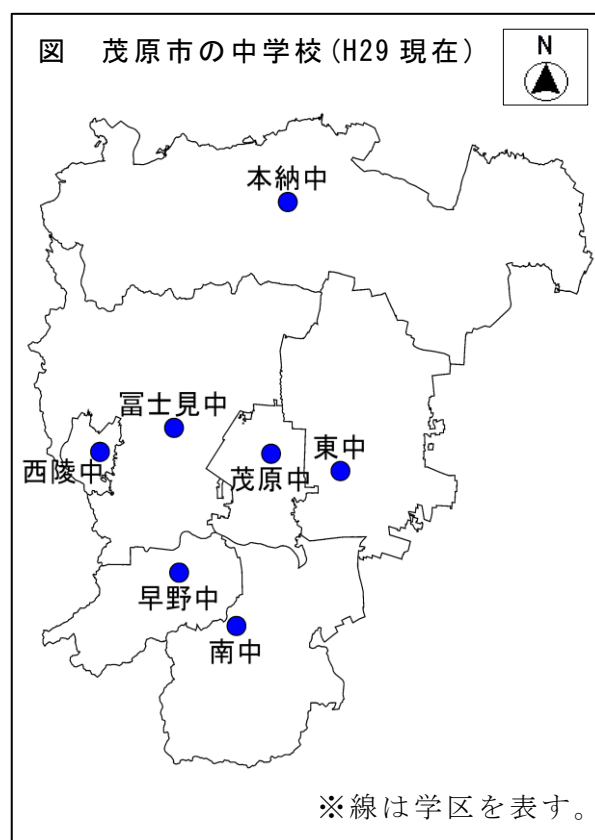 図　茂原市の中学校(H29 現在)
N
本納中
冨士見中
西陵中
茂原中
東中
早野中
南中
※線は学区を表す。